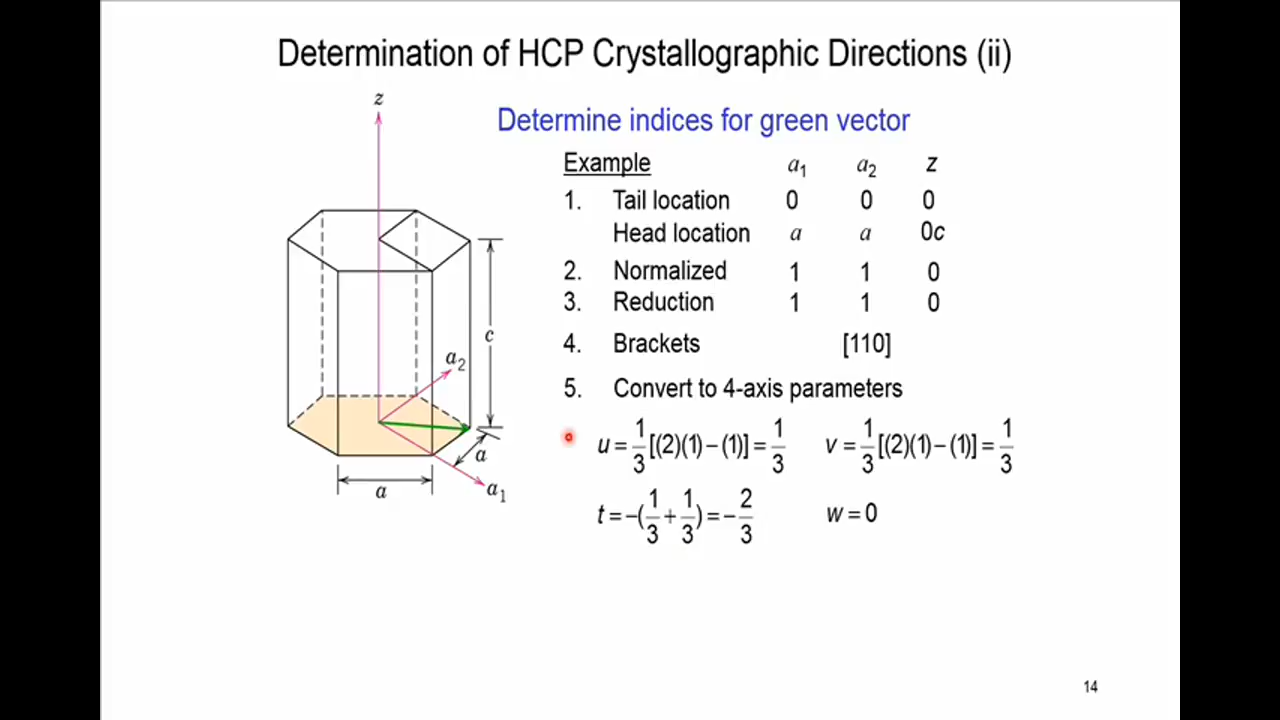 Determination of HCP Crystallographic Directions (ii)
z
Determine indices for green vector
Example a₁ a₂ z
1. Tail location 0 0 0
Head location a a 0c
2. Normalized 1 1 0
3. Reduction 1 1 0
4. Brackets [110]
5. Convert to 4-axis parameters
c
a₂
a
a
a₁
u = 1/3 [(2)(1) – (1)] = 1/3 v = 1/3 [(2)(1) – (1)] = 1/3
t = –(1/3 + 1/3) = – 2/3 w = 0
14